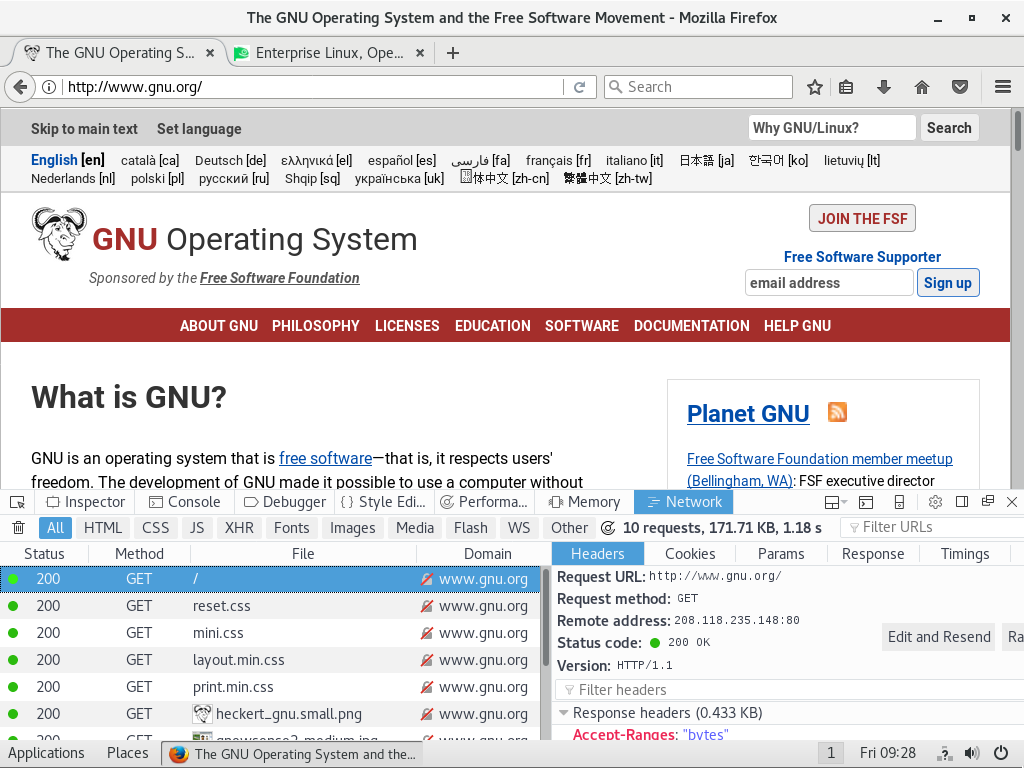 The GNU Operating System and the Free Software Movement - Mozilla Firefox
The GNU Operating S... Enterprise Linux, Ope...
http://www.gnu.org/ Search
Skip to main text Set language Why GNU/Linux? Search
English [en] català [ca] Deutsch [de] ελληνικά [el] español [es] فارسی [fa] français [fr] italiano [it] 日本語 [ja] 한국어 [ko] lietuvių [lt]
Nederlands [nl] polski [pl] русский [ru] Shqip [sq] українська [uk] 体中文 [zh-cn] 繁體中文 [zh-tw]
GNU Operating System
JOIN THE FSF
Free Software Supporter
Sponsored by the Free Software Foundation
email address Sign up
ABOUT GNU PHILOSOPHY LICENSES EDUCATION SOFTWARE DOCUMENTATION HELP GNU
What is GNU?
GNU is an operating system that is free software—that is, it respects users'
freedom. The development of GNU made it possible to use a computer without
Planet GNU
Free Software Foundation member meetup
(Bellingham, WA): FSF executive director
Inspector Console Debugger { } Style Edi... Performa... Memory Network
All HTML CSS JS XHR Fonts Images Media Flash WS Other 10 requests, 171.71 KB, 1.18 s Filter URLs
Status Method File Domain
200 GET / www.gnu.org
200 GET reset.css www.gnu.org
200 GET mini.css www.gnu.org
200 GET layout.min.css www.gnu.org
200 GET print.min.css www.gnu.org
200 GET heckert_gnu.small.png www.gnu.org
Headers Cookies Params Response Timings
Request URL: http://www.gnu.org/
Request method: GET
Remote address: 208.118.235.148:80
Status code: 200 OK
Edit and Resend Ra
Version: HTTP/1.1
Filter headers
Response headers (0.433 KB)
Accept-Ranges: "bytes"
Applications Places The GNU Operating System and the... 1 Fri 09:28